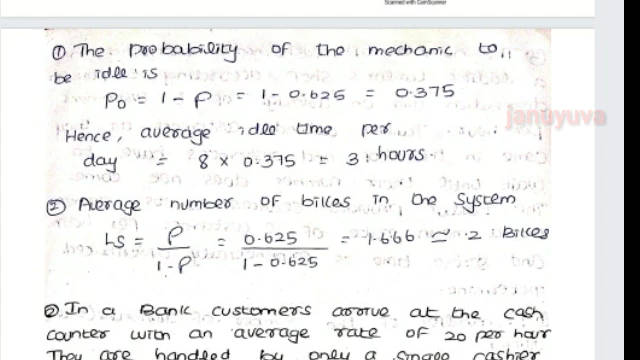 Scanned with CamScanner
① The probability of the mechanic to
be idle is
P0 = 1 - ρ = 1 - 0.625 = 0.375
januyuva
Hence, average idle time per
day = 8 × 0.375 = 3 hours.
② Average number of bikes in the system
Ls = ρ / 1-ρ = 0.625 / 1 - 0.625 = 1.666 ≃ 2 Bikes
② In a Bank customers arrive at the cash
counter with an average rate of 20 per hour
They are handled by only a single cashier